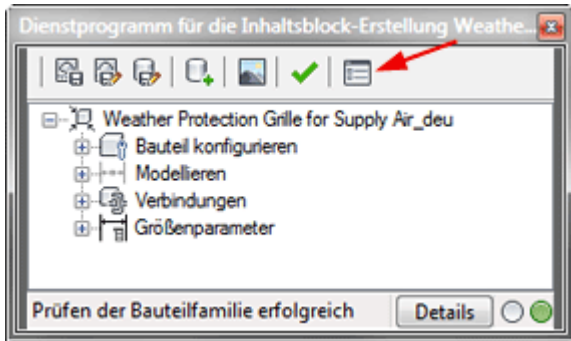 Dienstprogramm für die Inhaltsblock-Erstellung Weathe...
Weather Protection Grille for Supply Air_deu
Bauteil konfigurieren
Modellieren
Verbindungen
Größenparameter
Prüfen der Bauteilfamilie erfolgreich Details